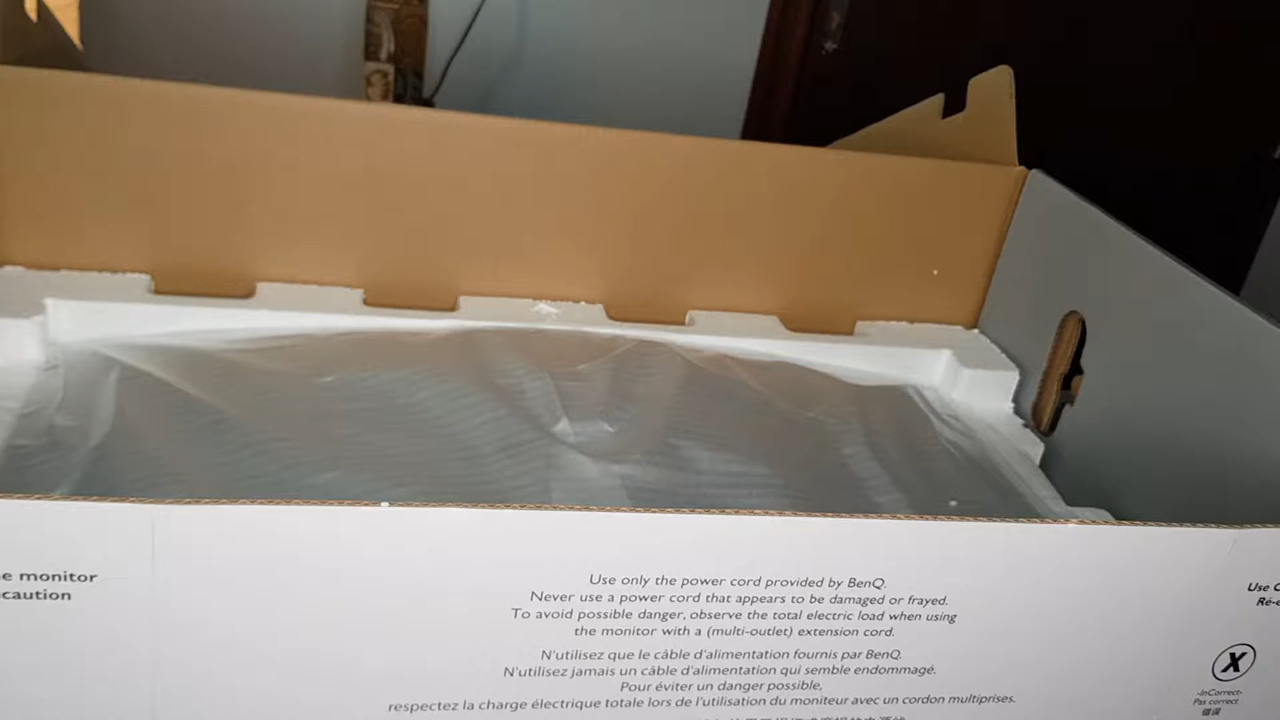 e monitor
caution
Use only the power cord provided by BenQ.
Never use a power cord that appears to be damaged or frayed.
To avoid possible danger, observe the total electric load when using
the monitor with a (multi-outlet) extension cord.
N'utilisez que le câble d'alimentation fournis par BenQ.
N'utilisez jamais un câble d'alimentation qui semble endommagé.
Pour éviter un danger possible,
respectez la charge électrique totale lors de l'utilisation du moniteur avec un cordon multiprises.
Use
Ré-
X
-InCorrect-
Pas correct
错误